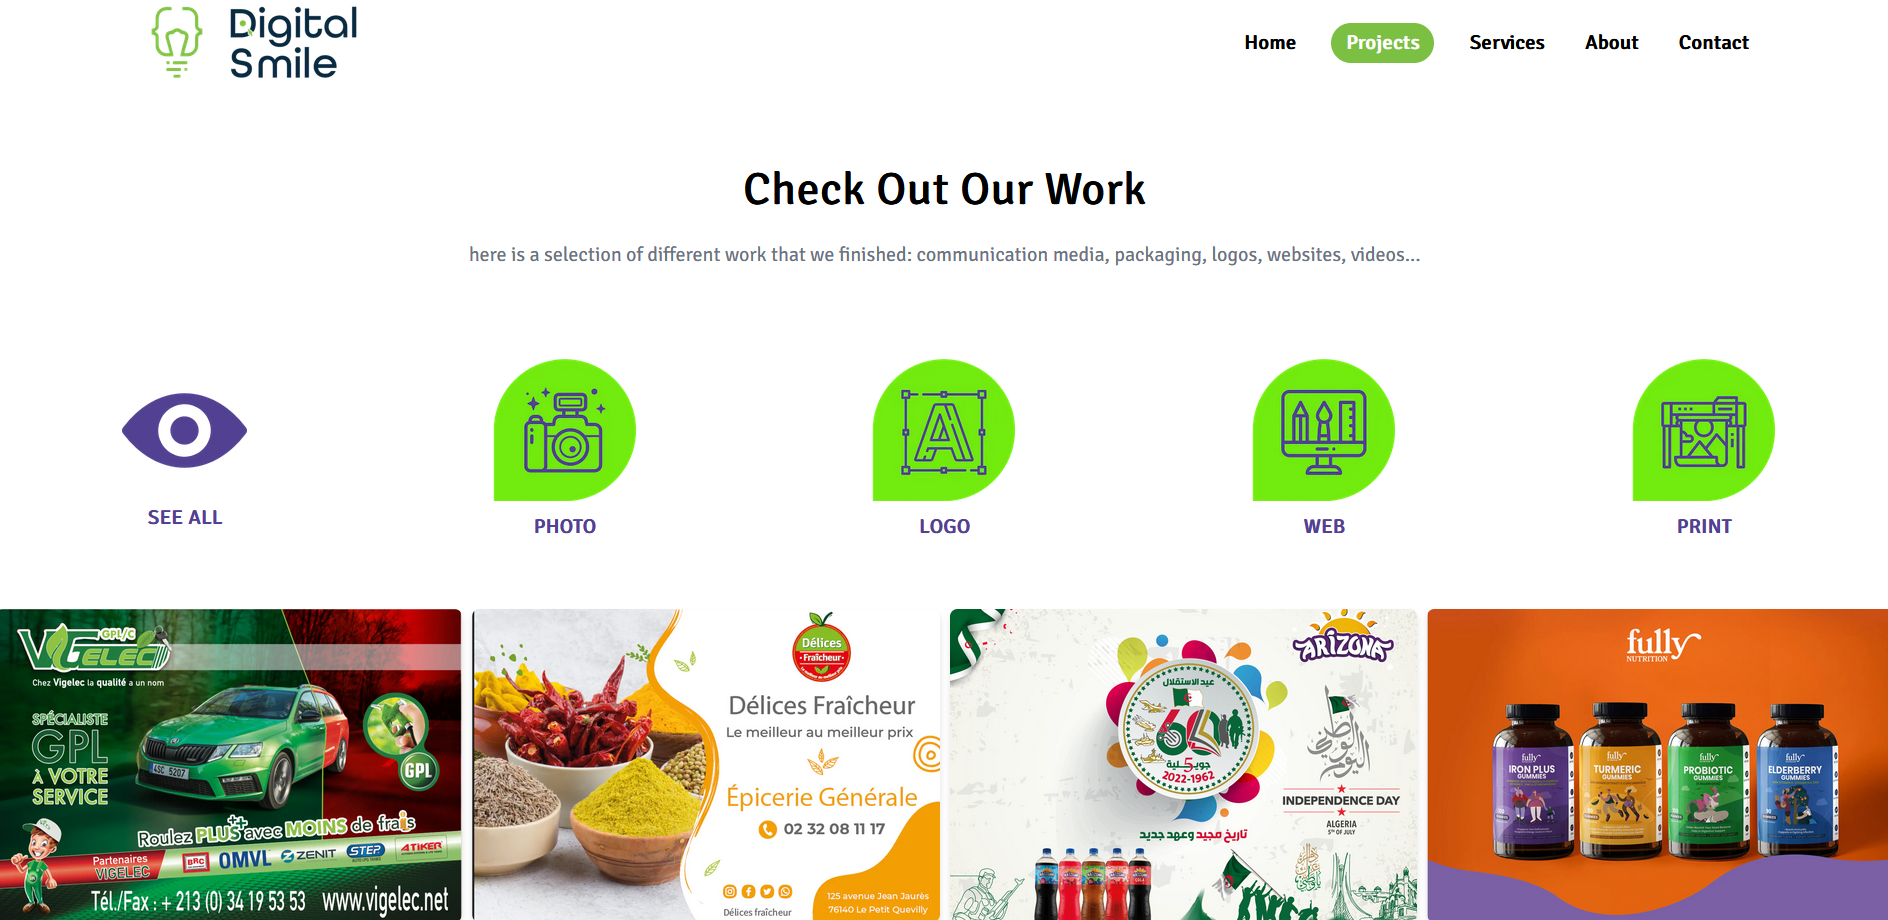 Digital
Smile
Home
Projects
Services
About
Contact
Check Out Our Work
here is a selection of different work that we finished: communication media, packaging, logos, websites, videos...
SEE ALL
PHOTO
LOGO
WEB
PRINT
VGELEC
GPL/C
Chez Vigelec la qualité a un nom
SPÉCIALISTE
GPL
À VOTRE
SERVICE
4SC 5207
GPL
Roulez PLUS++ avec MOINS de frais
Partenaires
VIGELEC
BRC
OMVL
ZENIT
STEP
ATIKER
Tél./Fax : + 213 (0) 34 19 53 53 www.vigelec.net
Délices
Fraîcheur
Délices Fraîcheur
Le meilleur au meilleur prix
Épicerie Générale
02 32 08 11 17
Délices fraîcheur
125 avenue Jean Jaurès
76140 Le Petit Quevilly
ARIZONA
عيد الاستقلال
60
جويـ5ـلية
2022-1962
اليوم الوطني
INDEPENDENCE DAY
ALGERIA
5TH OF JULY
تاريخ مجيد وعهد جديد
fully
NUTRITION
fully
IRON PLUS
GUMMIES
fully
TURMERIC
GUMMIES
fully
PROBIOTIC
GUMMIES
fully
ELDERBERRY
GUMMIES